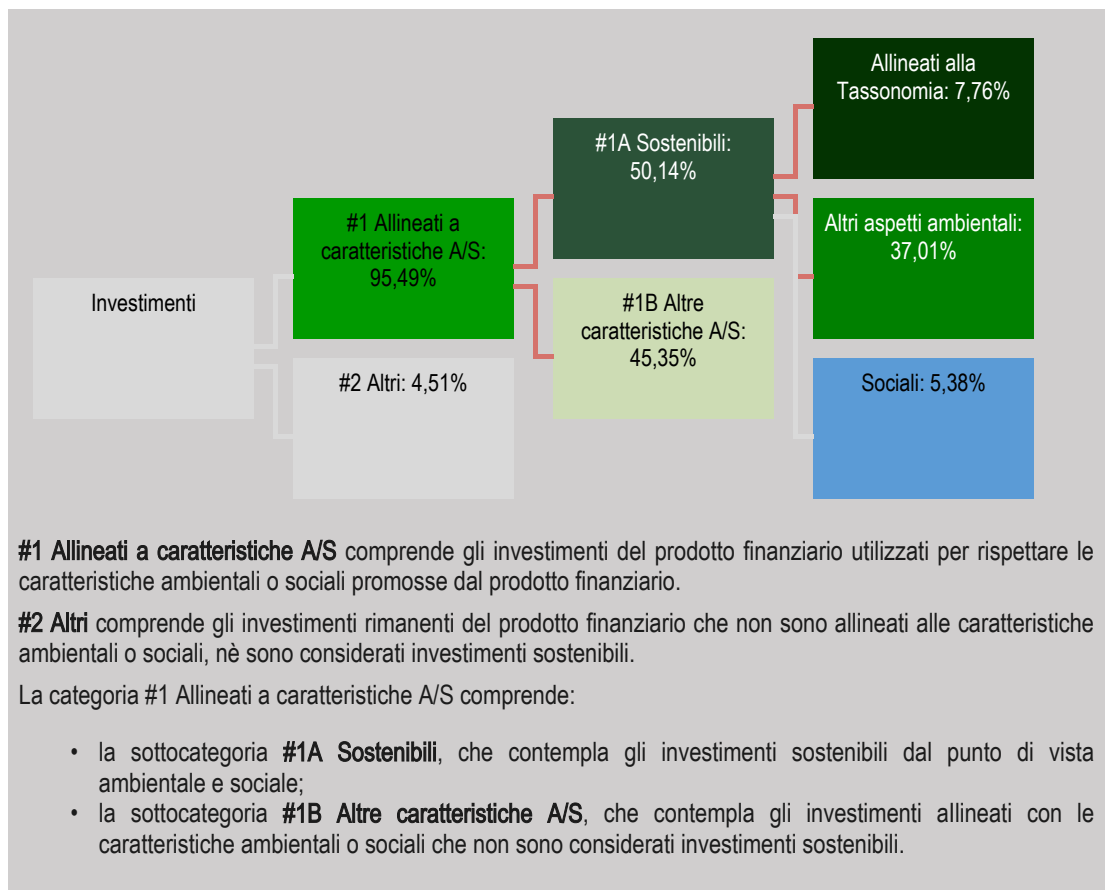 Allineati alla
Tassonomia: 7,76%
#1A Sostenibili:
50,14%
#1 Allineati a
caratteristiche A/S:
95,49%
Altri aspetti ambientali:
37,01%
Investimenti
#1B Altre
caratteristiche A/S:
45,35%
#2 Altri: 4,51%
Sociali: 5,38%
#1 Allineati a caratteristiche A/S comprende gli investimenti del prodotto finanziario utilizzati per rispettare le
caratteristiche ambientali o sociali promosse dal prodotto finanziario.
#2 Altri comprende gli investimenti rimanenti del prodotto finanziario che non sono allineati alle caratteristiche
ambientali o sociali, nè sono considerati investimenti sostenibili.
La categoria #1 Allineati a caratteristiche A/S comprende:
• la sottocategoria #1A Sostenibili, che contempla gli investimenti sostenibili dal punto di vista
ambientale e sociale;
• la sottocategoria #1B Altre caratteristiche A/S, che contempla gli investimenti allineati con le
caratteristiche ambientali o sociali che non sono considerati investimenti sostenibili.